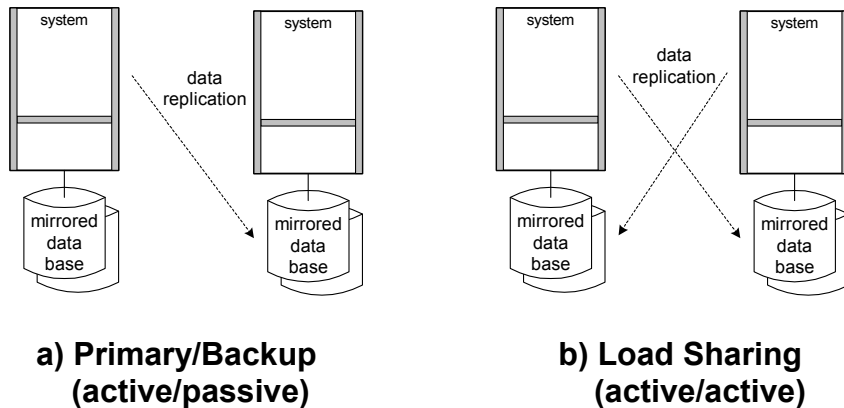 system
system
data
replication
mirrored
data
base
mirrored
data
base
a) Primary/Backup
(active/passive)
system
system
data
replication
mirrored
data
base
mirrored
data
base
b) Load Sharing
(active/active)